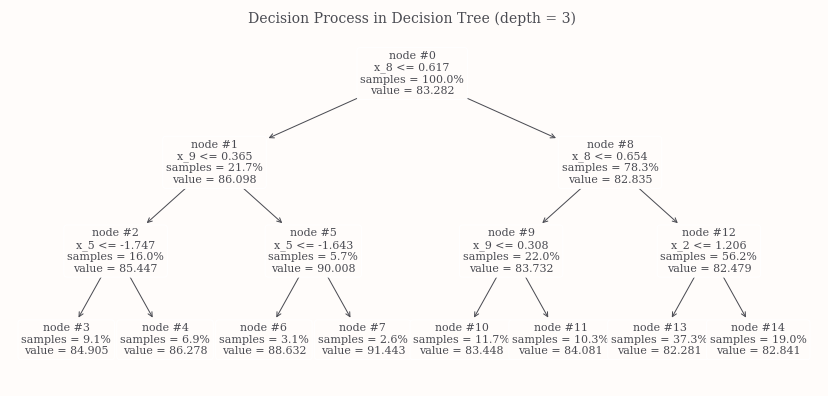 Decision Process in Decision Tree (depth = 3)
node #0
x_8 <= 0.617
samples = 100.0%
value = 83.282
node #1
x_9 <= 0.365
samples = 21.7%
value = 86.098
node #8
x_8 <= 0.654
samples = 78.3%
value = 82.835
node #2
x_5 <= -1.747
samples = 16.0%
value = 85.447
node #5
x_5 <= -1.643
samples = 5.7%
value = 90.008
node #9
x_9 <= 0.308
samples = 22.0%
value = 83.732
node #12
x_2 <= 1.206
samples = 56.2%
value = 82.479
node #3
samples = 9.1%
value = 84.905
node #4
samples = 6.9%
value = 86.278
node #6
samples = 3.1%
value = 88.632
node #7
samples = 2.6%
value = 91.443
node #10
samples = 11.7%
value = 83.448
node #11
samples = 10.3%
value = 84.081
node #13
samples = 37.3%
value = 82.281
node #14
samples = 19.0%
value = 82.841